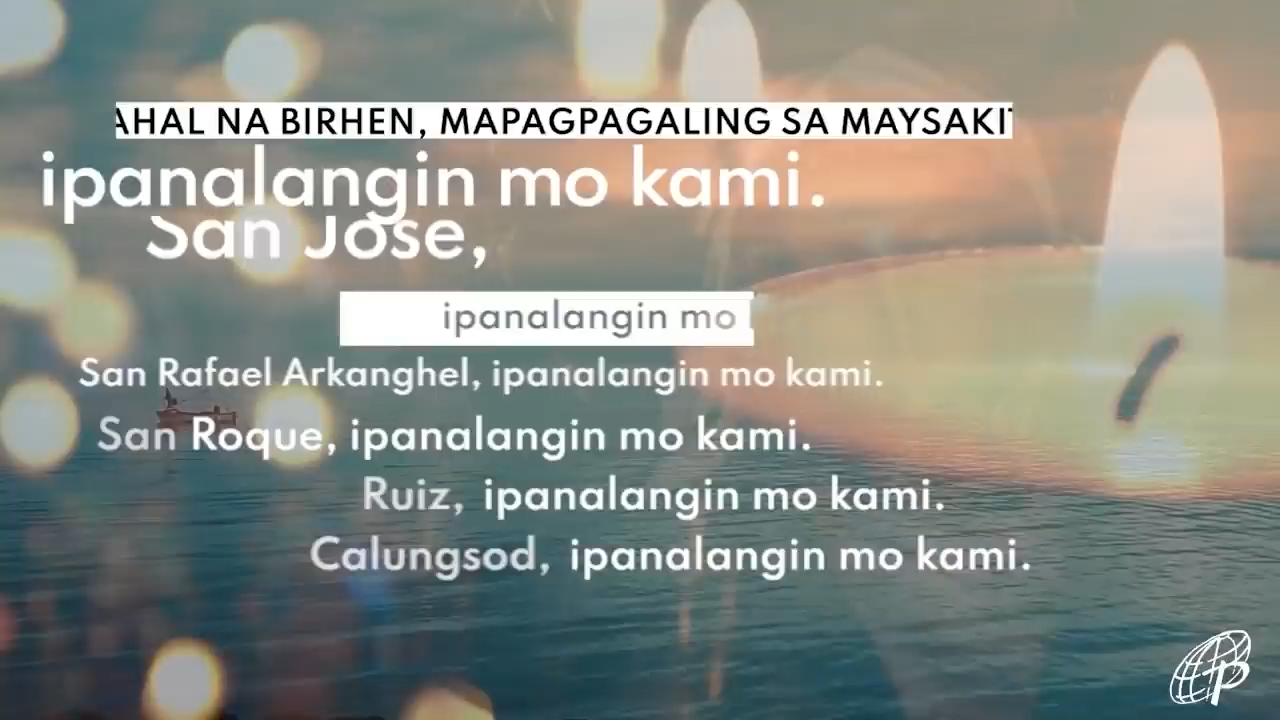 AHAL NA BIRHEN, MAPAGPAGALING SA MAYSAKI
ipanalangin mo kami.
San Jose,
ipanalangin mo
San Rafael Arkanghel, ipanalangin mo kami.
San Roque, ipanalangin mo kami.
Ruiz, ipanalangin mo kami.
Calungsod, ipanalangin mo kami.